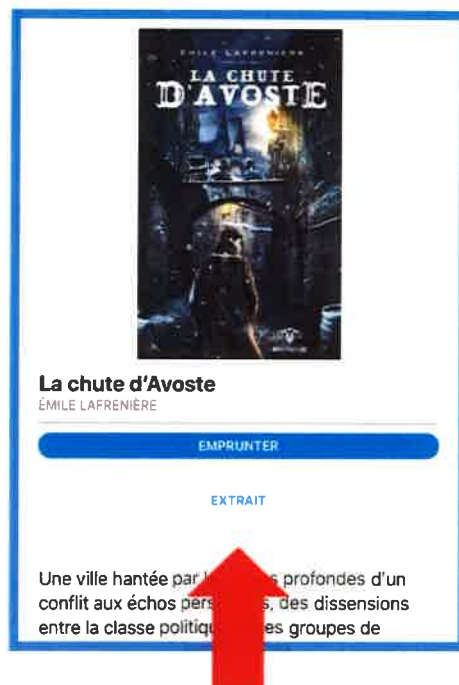 ÉMILE LAFRENIÈRE
LA CHUTE
D'AVOSTE
La chute d'Avoste
ÉMILE LAFRENIÈRE
EMPRUNTER
EXTRAIT
Une ville hantée par profondes d'un
conflit aux échos des dissensions
entre la classe groupes de